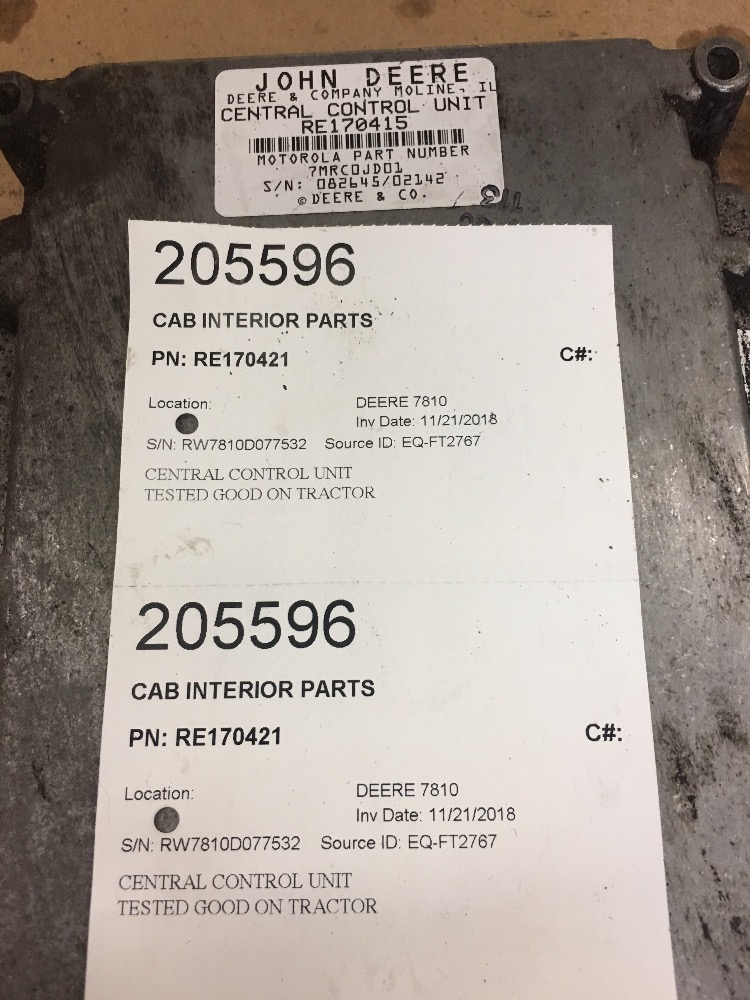 JOHN DEERE
DEERE & COMPANY MOLINE, IL
CENTRAL CONTROL UNIT
RE170415
MOTOROLA PART NUMBER
7MRC0JD01
S/N: 082645/02142
© DEERE & CO.
113
205596
CAB INTERIOR PARTS
PN: RE170421 C#:
Location: DEERE 7810
Inv Date: 11/21/2018
S/N: RW7810D077532 Source ID: EQ-FT2767
CENTRAL CONTROL UNIT
TESTED GOOD ON TRACTOR
205596
CAB INTERIOR PARTS
PN: RE170421 C#:
Location: DEERE 7810
Inv Date: 11/21/2018
S/N: RW7810D077532 Source ID: EQ-FT2767
CENTRAL CONTROL UNIT
TESTED GOOD ON TRACTOR